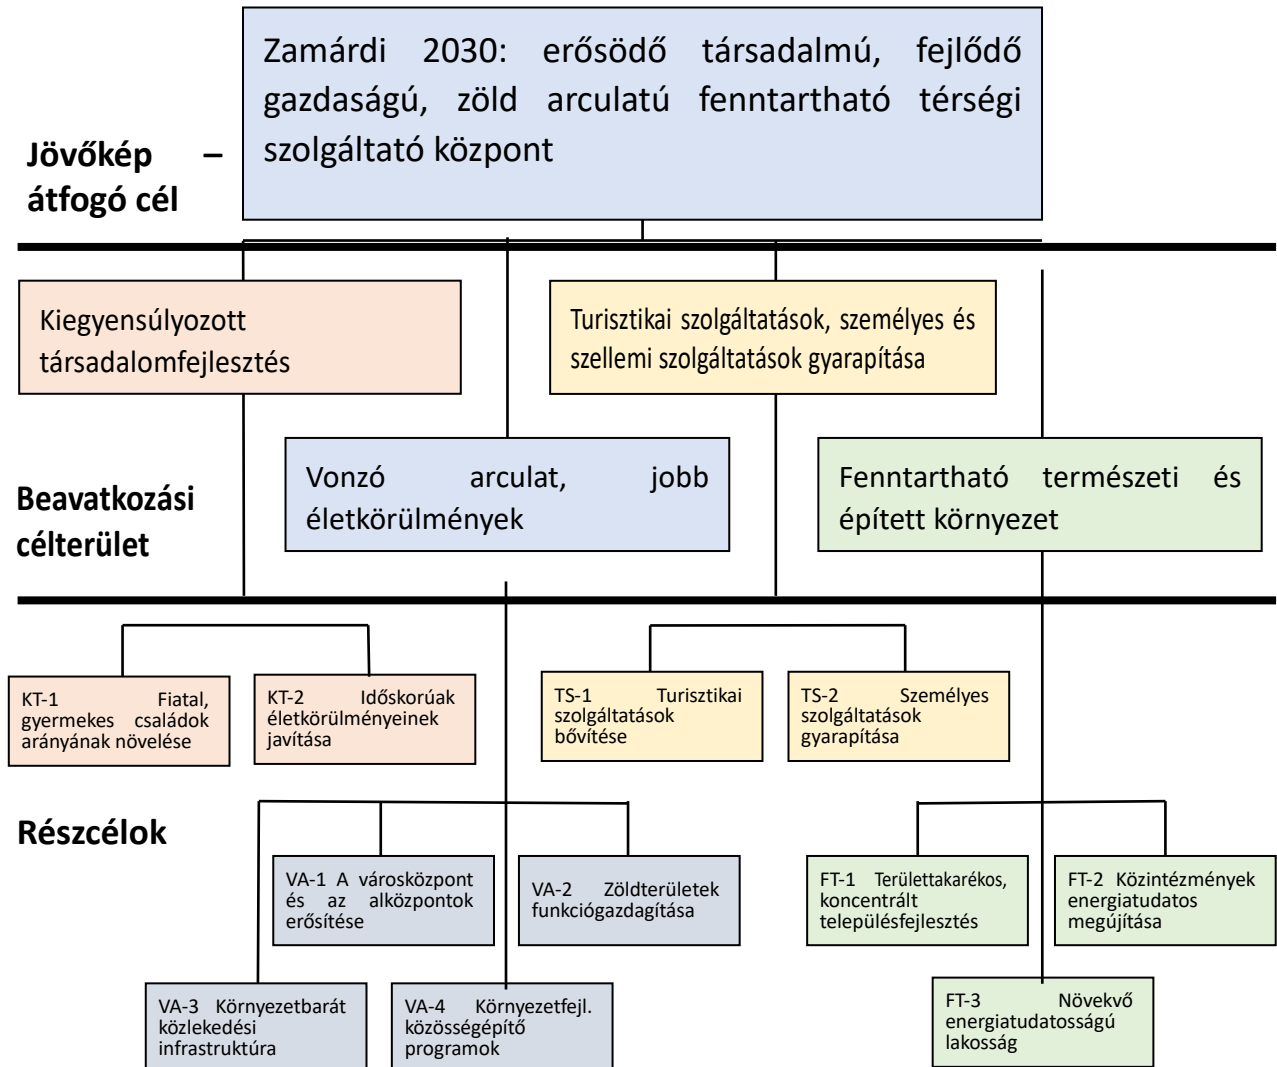 Zamárdi 2030: erősödő társadalmú, fejlődő
gazdaságú, zöld arculatú fenntartható térségi
szolgáltató központ
Jövőkép –
átfogó cél
Kiegyensúlyozott
társadalomfejlesztés
Turisztikai szolgáltatások, személyes és
szellemi szolgáltatások gyarapítása
Vonzó arculat, jobb
életkörülmények
Fenntartható természeti és
épített környezet
Beavatkozási
célterület
KT-1 Fiatal,
gyermekes családok
arányának növelése
KT-2 Időskorúak
életkörülményeinek
javítása
TS-1 Turisztikai
szolgáltatások
bővítése
TS-2 Személyes
szolgáltatások
gyarapítása
Részcélok
VA-1 A városközpont
és az alközpontok
erősítése
VA-2 Zöldterületek
funkciógazdagítása
FT-1 Területtakarékos,
koncentrált
településfejlesztés
FT-2 Közintézmények
energiatudatos
megújítása
VA-3 Környezetbarát
közlekedési
infrastruktúra
VA-4 Környezetfejl.
közösségépítő
programok
FT-3 Növekvő
energiatudatosságú
lakosság